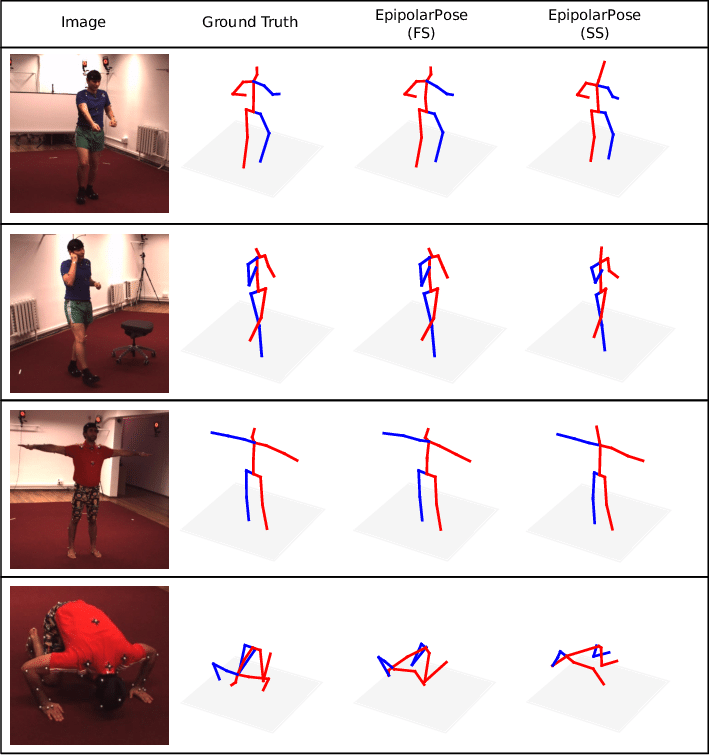 Image
Ground Truth
EpipolarPose
(FS)
EpipolarPose
(SS)